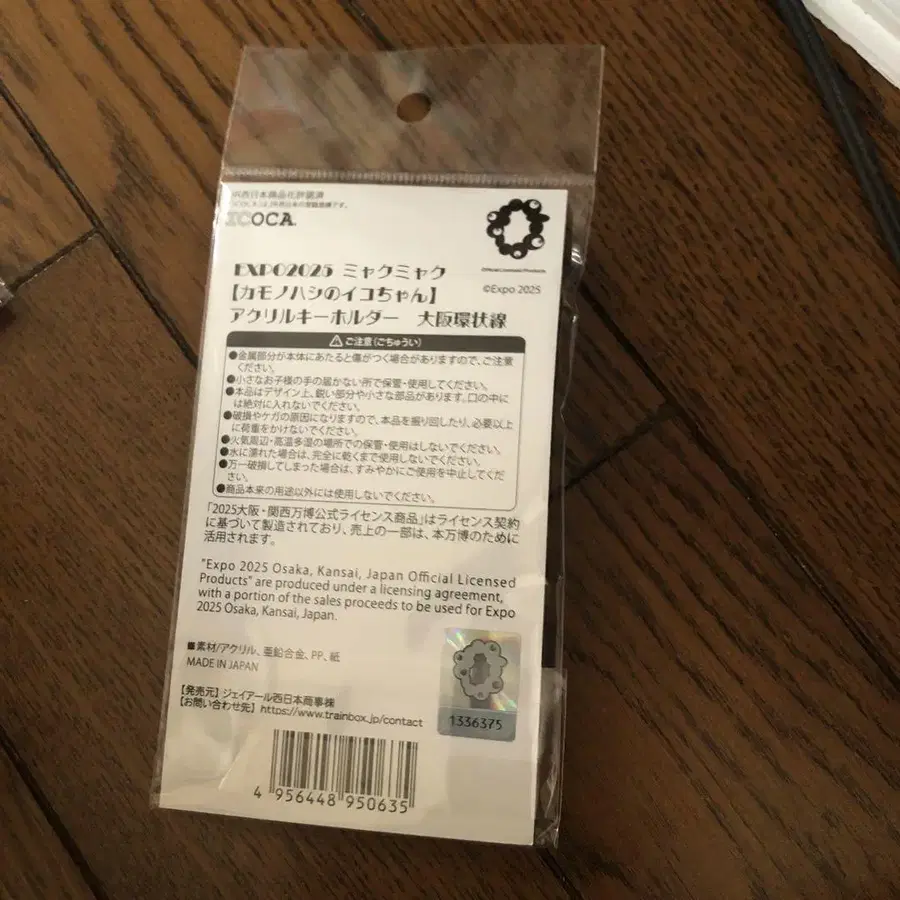 JR西日本商品化許諾済
ICOCA
EXPO2025 ミャクミャク
【カモノハシのイコちゃん】
アクリルキーホルダー 大阪環状線
Official Licensed Products
©Expo 2025
⚠ご注意(ごちゅうい)
●金属部分が本体にあたると傷がつく場合がありますので、ご注意
ください。
●小さなお子様の手の届かない所で保管・使用してください。
●本品はデザイン上、鋭い部分や小さな部品があります。口の中に
は絶対に入れないでください。
●破損やケガの原因になりますので、本品を振り回したり、必要以上
に荷重をかけないでください。
●火気周辺・高温多湿の場所での保管・使用はしないでください。
●水に濡れた場合は、完全に乾くまで使用しないでください。
●万一破損してしまった場合は、すみやかにご使用を中止してくだ
さい。
●商品本来の用途以外には使用しないでください。
「2025大阪・関西万博公式ライセンス商品」はライセンス契約
に基づいて製造されており、売上の一部は、本万博のために
活用されます。
"Expo 2025 Osaka, Kansai, Japan Official Licensed
Products" are produced under a licensing agreement,
with a portion of the sales proceeds to be used for Expo
2025 Osaka, Kansai, Japan.
■素材/アクリル、亜鉛合金、PP、紙
MADE IN JAPAN
【発売元】ジェイアール西日本商事㈱
【お問い合わせ先】https://www.trainbox.jp/contact
1336375
4 956448 950635